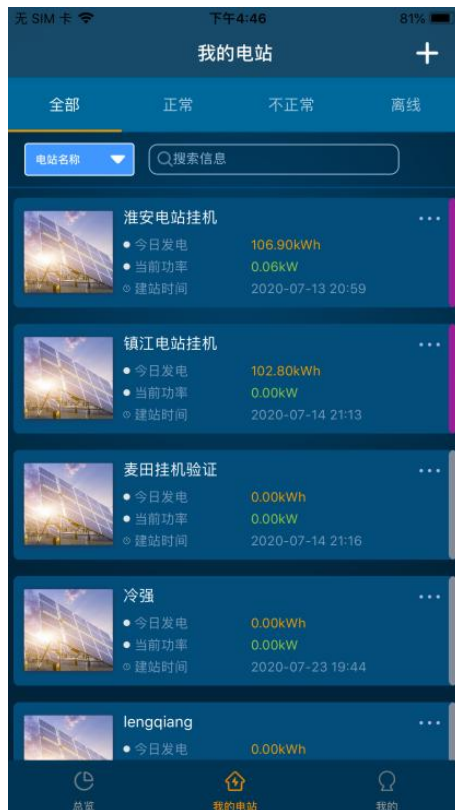 无 SIM 卡 下午4:46 81%
我的电站
全部 正常 不正常 离线
电站名称 搜索信息
淮安电站挂机
今日发电 106.90kWh
当前功率 0.06kW
建站时间 2020-07-13 20:59
镇江电站挂机
今日发电 102.80kWh
当前功率 0.00kW
建站时间 2020-07-14 21:13
麦田挂机验证
今日发电 0.00kWh
当前功率 0.00kW
建站时间 2020-07-14 21:16
冷强
今日发电 0.00kWh
当前功率 0.00kW
建站时间 2020-07-23 19:44
lengqiang
今日发电 0.00kWh
总览 我的电站 我的